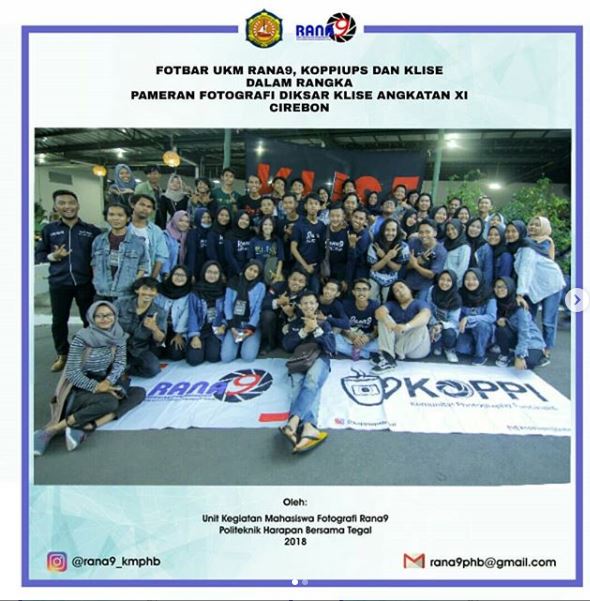 RANA9
FOTBAR UKM RANA9, KOPPIUPS DAN KLISE
DALAM RANGKA
PAMERAN FOTOGRAFI DIKSAR KLISE ANGKATAN XI
CIREBON
KLISE
RANA9
KOPPI
Oleh:
Unit Kegiatan Mahasiswa Fotografi Rana9
Politeknik Harapan Bersama Tegal
2018
@rana9_kmphb
rana9phb@gmail.com